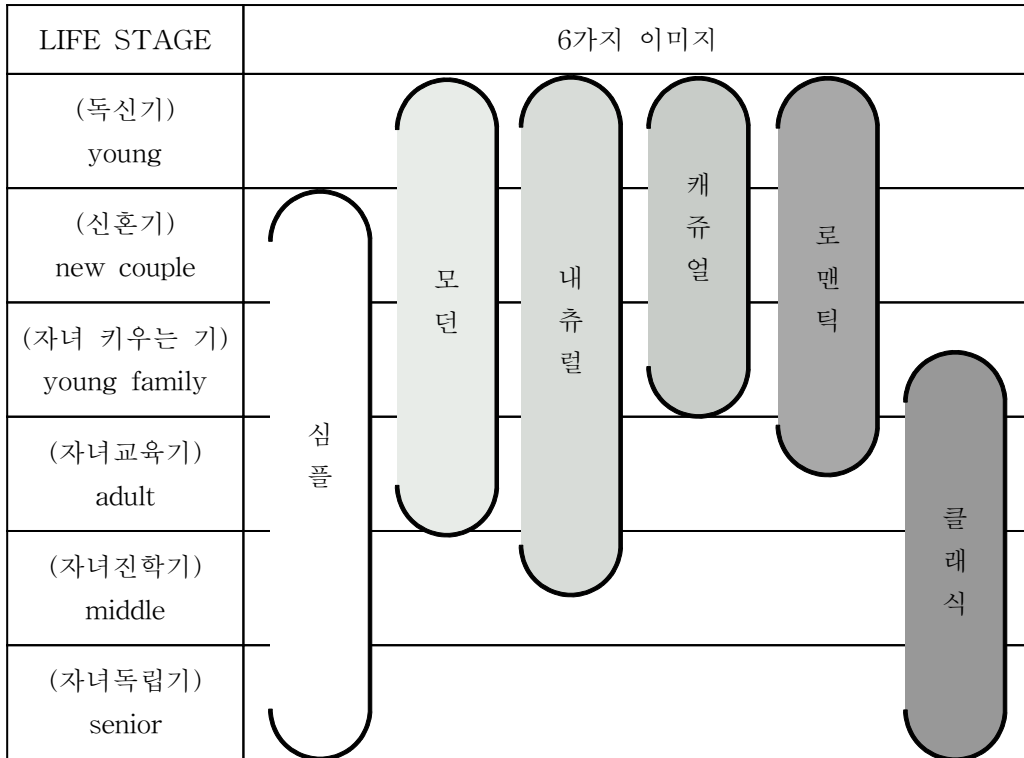 LIFE STAGE
6가지 이미지
(독신기)
young
(신혼기)
new couple
(자녀 키우는 기)
young family
(자녀교육기)
adult
(자녀진학기)
middle
(자녀독립기)
senior
심플
모던
내츄럴
캐쥬얼
로맨틱
클래식